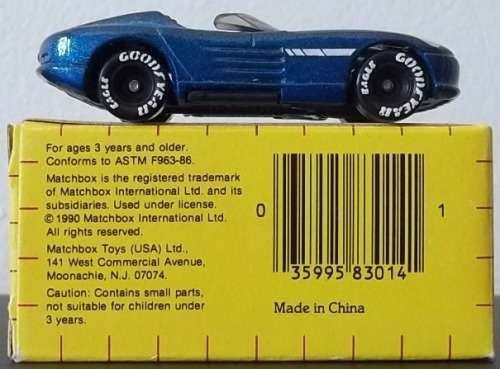 GOODYEAR
EAGLE
GOODYEAR
EAGLE
For ages 3 years and older.
Conforms to ASTM F963-86.
Matchbox is the registered trademark
of Matchbox International Ltd. and its
subsidiaries. Used under license.
© 1990 Matchbox International Ltd.
All rights reserved.
Matchbox Toys (USA) Ltd.,
141 West Commercial Avenue,
Moonachie, N.J. 07074.
Caution: Contains small parts,
not suitable for children under
3 years.
0 35995 83014 1
Made in China